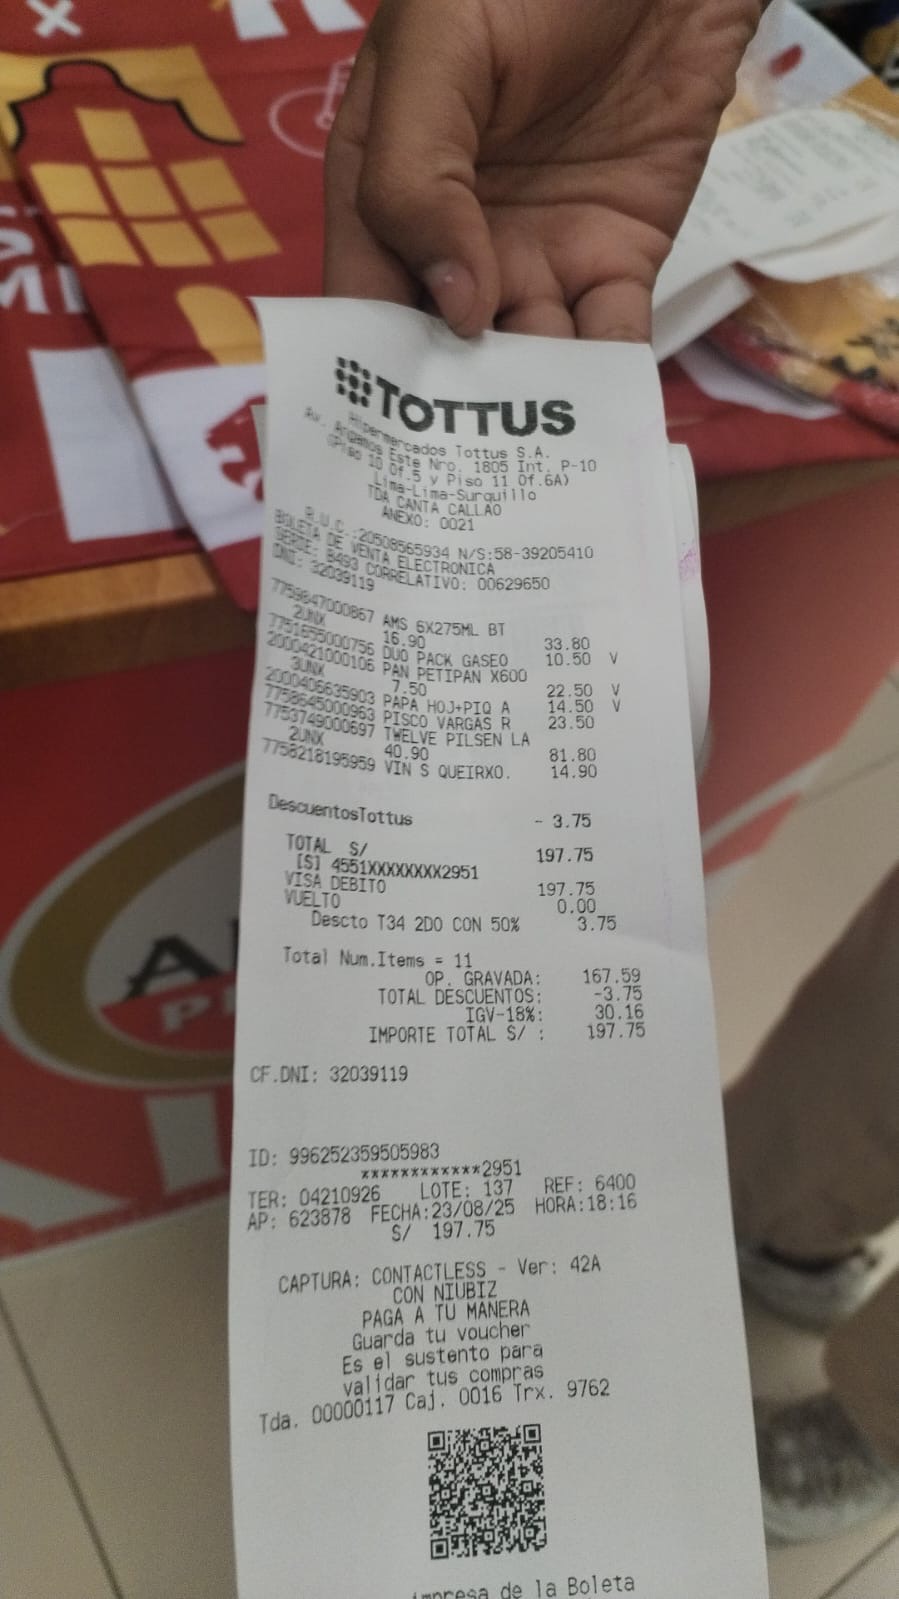 TOTTUS
Hipermercados Tottus S.A.
Av. Angamos Este Nro. 1805 Int. P-10
(Piso 10 Of.5 y Piso 11 Of.6A)
Lima-Lima-Surquillo
TDA CANTA CALLAO
ANEXO: 0021
R.U.C.:20508565934 N/S:58-39205410
BOLETA DE VENTA ELECTRONICA
SERIE: B493 CORRELATIVO: 00629650
DNI: 32039119
7759847000867 AMS 6X275ML BT
2UNX 16.90 33.80
7751655000756 DUO PACK GASEO 10.50 V
2000421000106 PAN PETIPAN X600
3UNX 7.50 22.50 V
2000406635903 PAPA HOJ+PIQ A 14.50 V
7758645000963 PISCO VARGAS R 23.50
7753749000697 TWELVE PILSEN LA
2UNX 40.90 81.80
7758218195959 VIN S QUEIRXO. 14.90
DescuentosTottus - 3.75
TOTAL S/ 197.75
[S] 4551XXXXXXXX2951
VISA DEBITO 197.75
VUELTO 0.00
Descto T34 2DO CON 50% 3.75
Total Num.Items = 11
OP. GRAVADA: 167.59
TOTAL DESCUENTOS: -3.75
IGV-18%: 30.16
IMPORTE TOTAL S/ : 197.75
CF.DNI: 32039119
ID: 996252359505983
************2951
TER: 04210926 LOTE: 137 REF: 6400
AP: 623878 FECHA:23/08/25 HORA:18:16
S/ 197.75
CAPTURA: CONTACTLESS - Ver: 42A
CON NIUBIZ
PAGA A TU MANERA
Guarda tu voucher
Es el sustento para
validar tus compras
Tda. 00000117 Caj. 0016 Trx. 9762
impresa de la Boleta